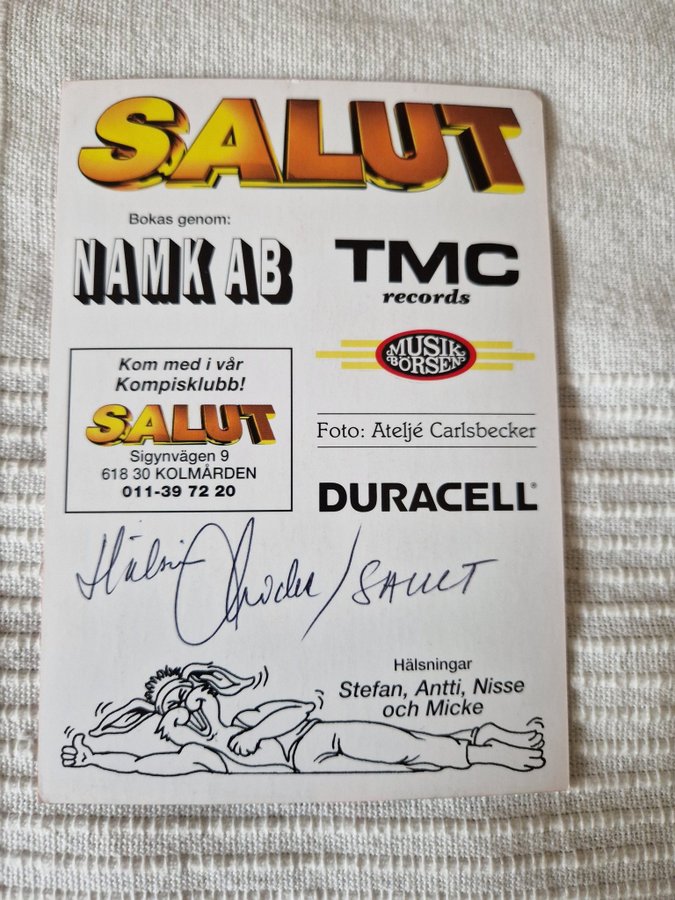 SALUT
Bokas genom:
NAMK AB
TMC
records
MUSIK
BÖRSEN
Kom med i vår
Kompisklubb!
SALUT
Sigynvägen 9
618 30 KOLMÅRDEN
011-39 72 20
Foto: Ateljé Carlsbecker
DURACELL®
/SALUT
Hälsningar
Stefan, Antti, Nisse
och Micke